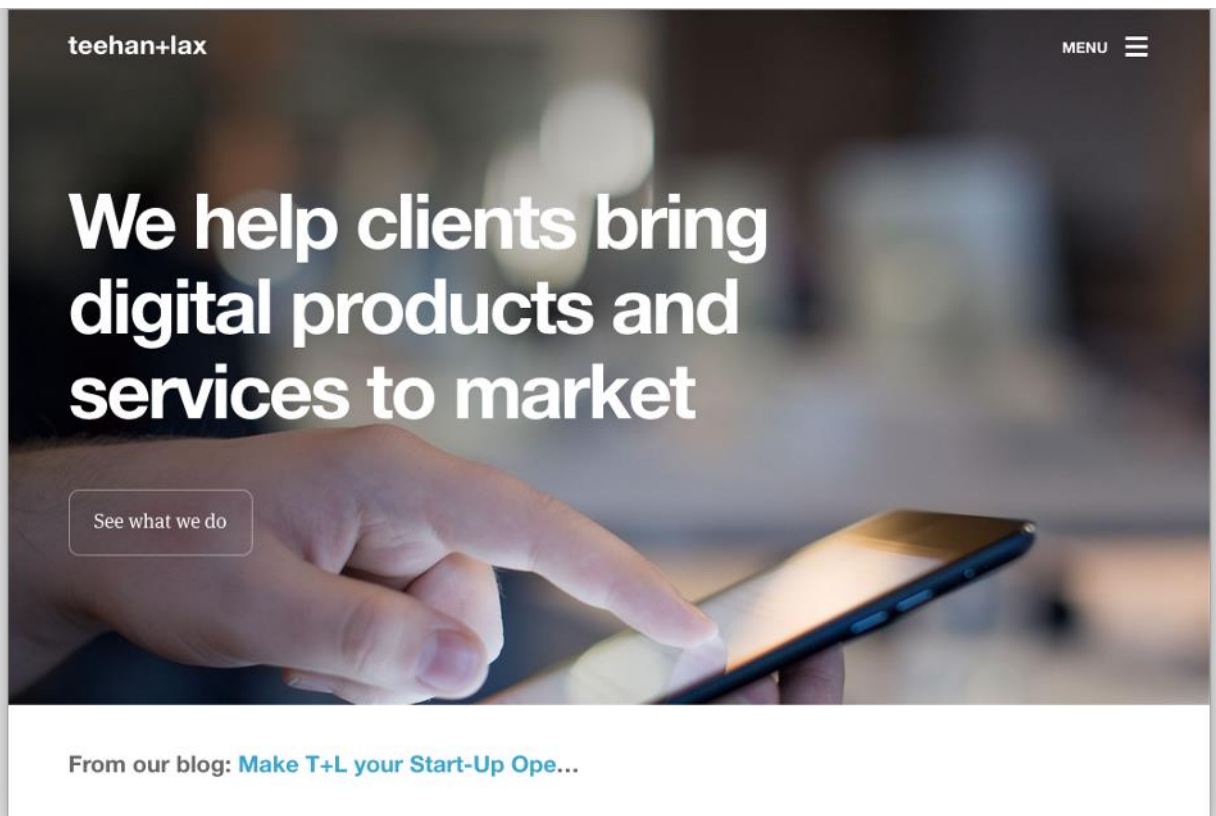 teehan+lax
MENU
We help clients bring
digital products and
services to market
See what we do
From our blog: Make T+L your Start-Up Ope...